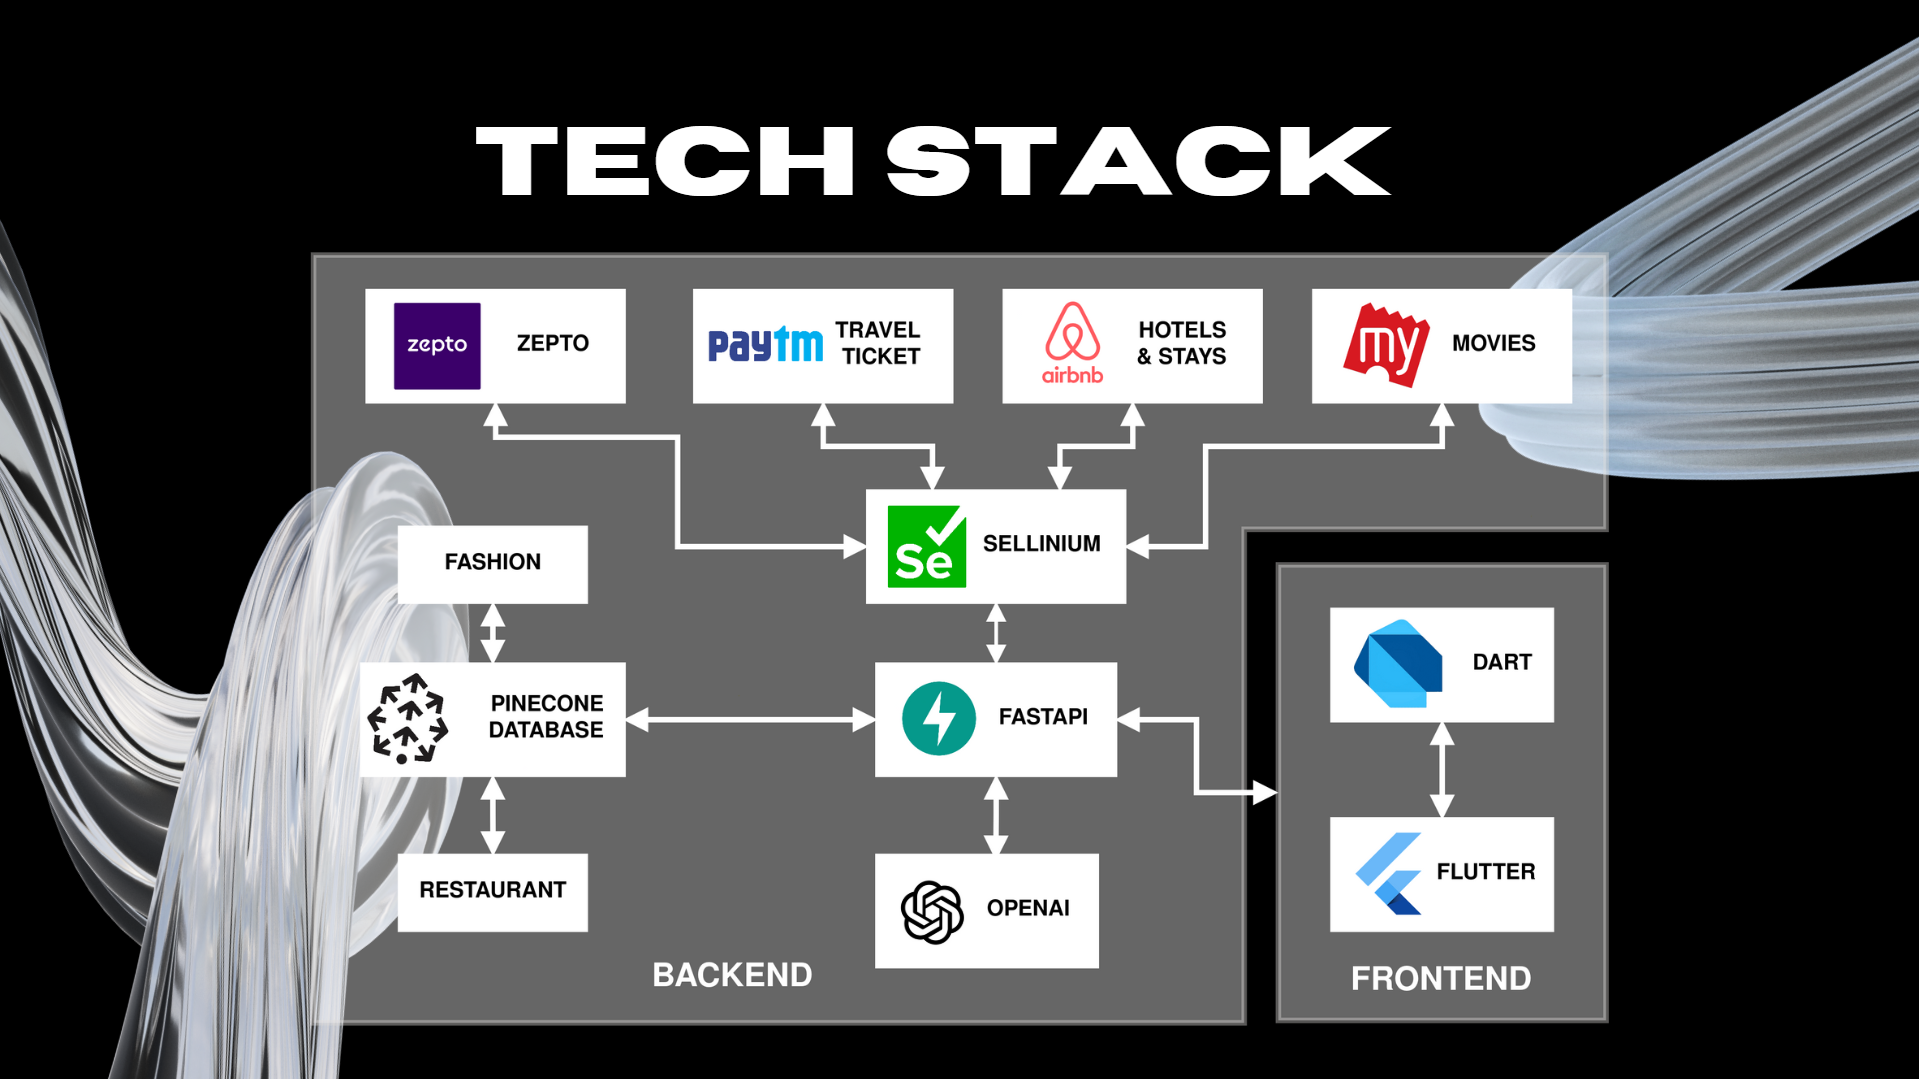 TECH STACK
zepto
ZEPTO
paytm
TRAVEL
TICKET
airbnb
HOTELS
& STAYS
my
MOVIES
Se
SELLINIUM
FASHION
PINECONE
DATABASE
FASTAPI
RESTAURANT
OPENAI
BACKEND
DART
FLUTTER
FRONTEND